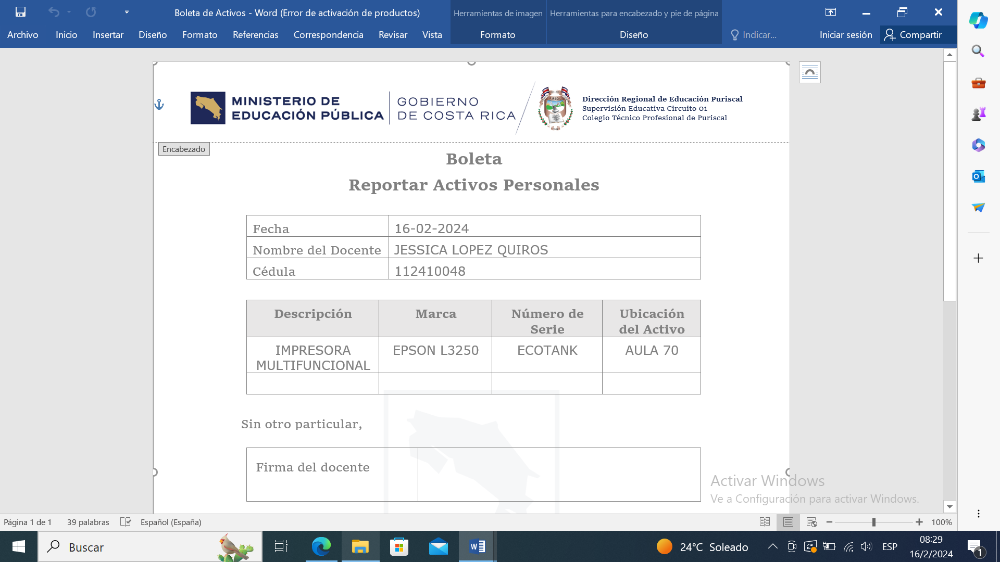 Boleta de Activos - Word (Error de activación de productos)
Herramientas de imagen
Herramientas para encabezado y pie de página
Archivo
Inicio
Insertar
Diseño
Formato
Referencias
Correspondencia
Revisar
Vista
Formato
Diseño
Indicar...
Iniciar sesión
Compartir
MINISTERIO DE
EDUCACIÓN PÚBLICA
GOBIERNO
DE COSTA RICA
Dirección Regional de Educación Puriscal
Supervisión Educativa Circuito 01
Colegio Técnico Profesional de Puriscal
Encabezado
Boleta
Reportar Activos Personales
Fecha
16-02-2024
Nombre del Docente
JESSICA LOPEZ QUIROS
Cédula
112410048
Descripción
Marca
Número de
Serie
Ubicación
del Activo
IMPRESORA
MULTIFUNCIONAL
EPSON L3250
ECOTANK
AULA 70
Sin otro particular,
Firma del docente
Activar Windows
Ve a Configuración para activar Windows.
Página 1 de 1
39 palabras
Español (España)
100%
Buscar
24°C Soleado
ESP
08:29
16/2/2024
1